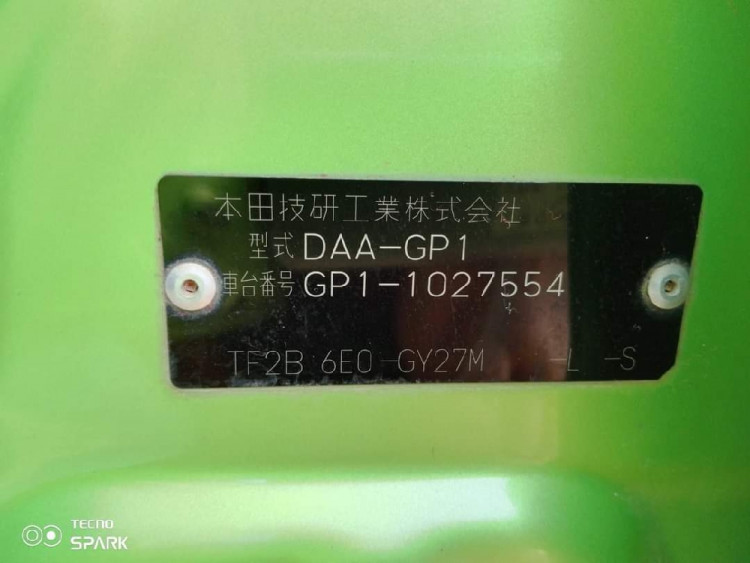 本田技研工業株式会社
型式 DAA-GP1
車台番号 GP1-1027554
TF2B 6E0-GY27M -L -S
TECNO
SPARK